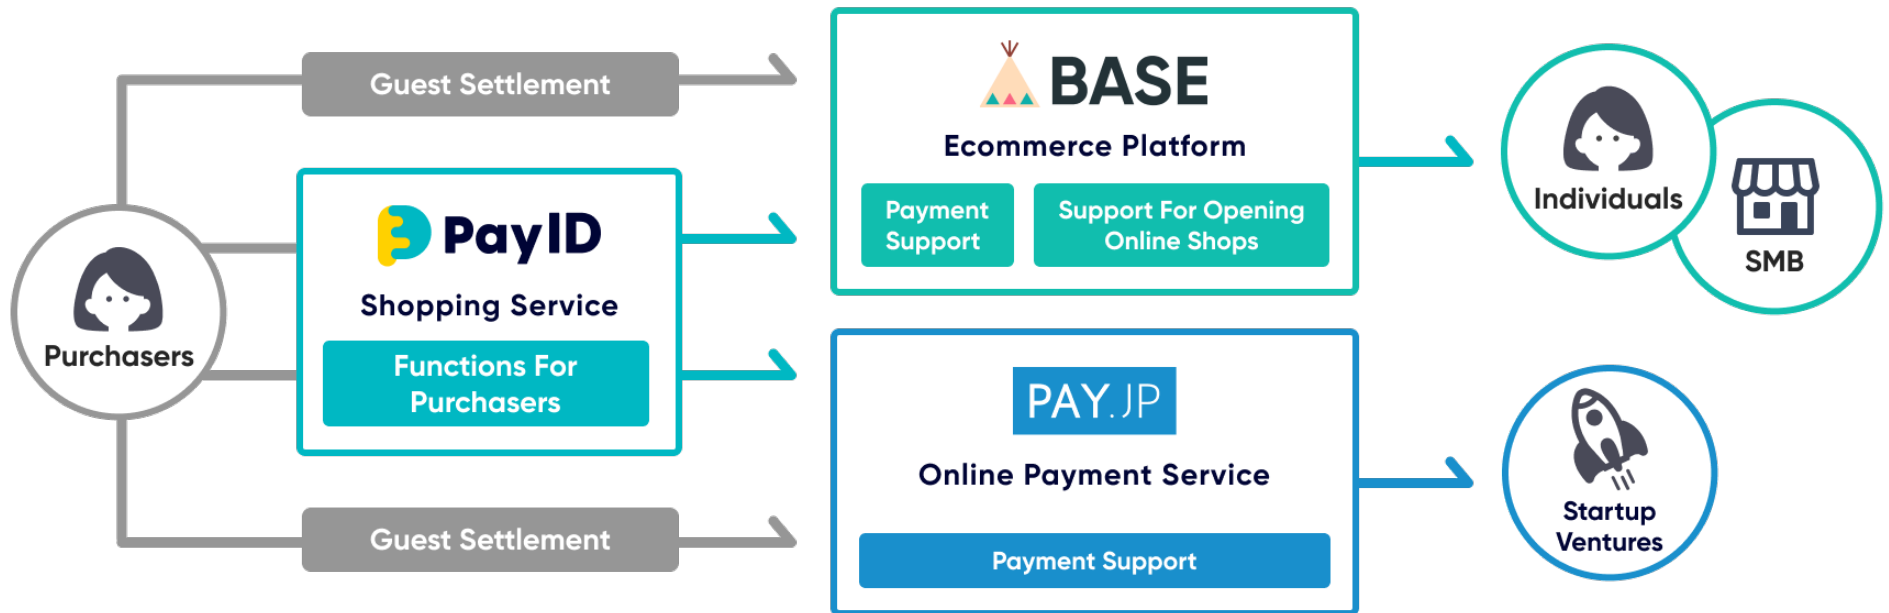 Guest Settlement
BASE
Ecommerce Platform
Payment
Support
Support For Opening
Online Shops
Individuals
SMB
Purchasers
PayID
Shopping Service
Functions For
Purchasers
PAY.JP
Online Payment Service
Payment Support
Guest Settlement
Startup
Ventures